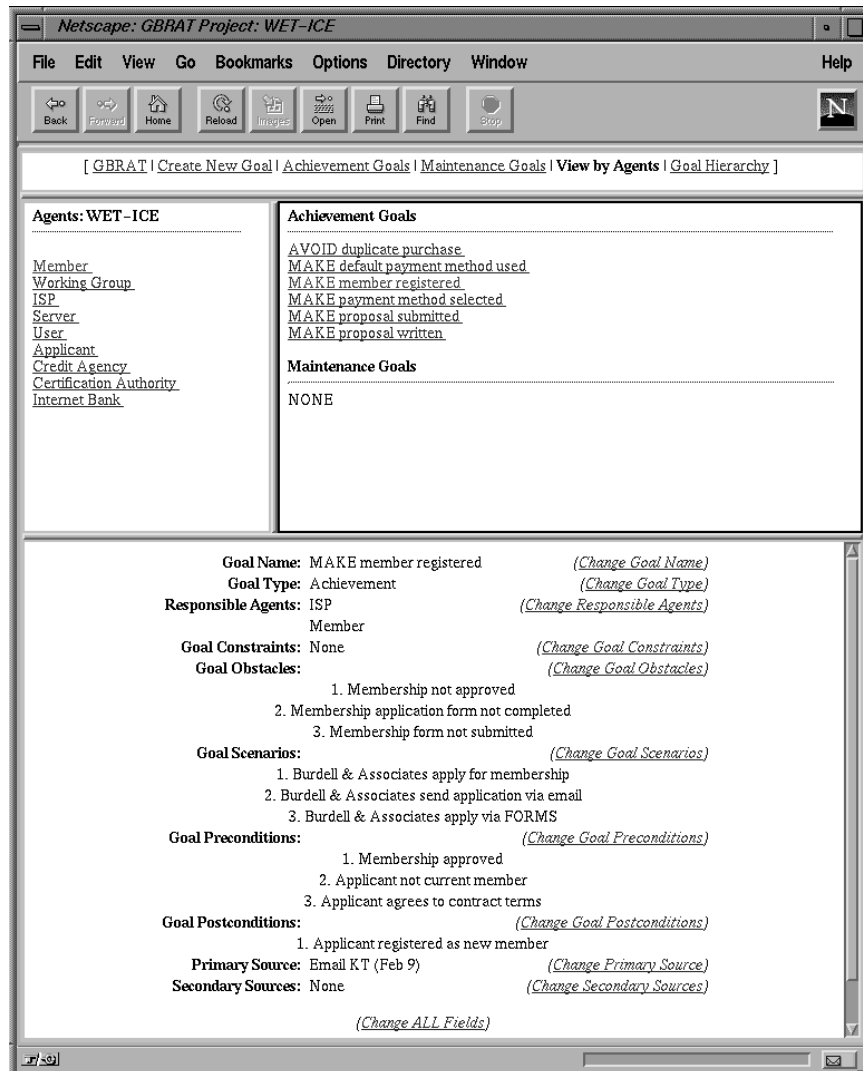 Netscape: GBRAT Project: WET-ICE
File Edit View Go Bookmarks Options Directory Window Help
Back Forward Home Reload Images Open Print Find Stop
N
[ GBRAT | Create New Goal | Achievement Goals | Maintenance Goals | View by Agents | Goal Hierarchy ]
Agents: WET-ICE
Member
Working Group
ISP
Server
User
Applicant
Credit Agency
Certification Authority
Internet Bank
Achievement Goals
AVOID duplicate purchase
MAKE default payment method used
MAKE member registered
MAKE payment method selected
MAKE proposal submitted
MAKE proposal written
Maintenance Goals
NONE
Goal Name: MAKE member registered (Change Goal Name)
Goal Type: Achievement (Change Goal Type)
Responsible Agents: ISP (Change Responsible Agents)
Member
Goal Constraints: None (Change Goal Constraints)
Goal Obstacles: (Change Goal Obstacles)
1. Membership not approved
2. Membership application form not completed
3. Membership form not submitted
Goal Scenarios: (Change Goal Scenarios)
1. Burdell & Associates apply for membership
2. Burdell & Associates send application via email
3. Burdell & Associates apply via FORMS
Goal Preconditions: (Change Goal Preconditions)
1. Membership approved
2. Applicant not current member
3. Applicant agrees to contract terms
Goal Postconditions: (Change Goal Postconditions)
1. Applicant registered as new member
Primary Source: Email KT (Feb 9) (Change Primary Source)
Secondary Sources: None (Change Secondary Sources)
(Change ALL Fields)